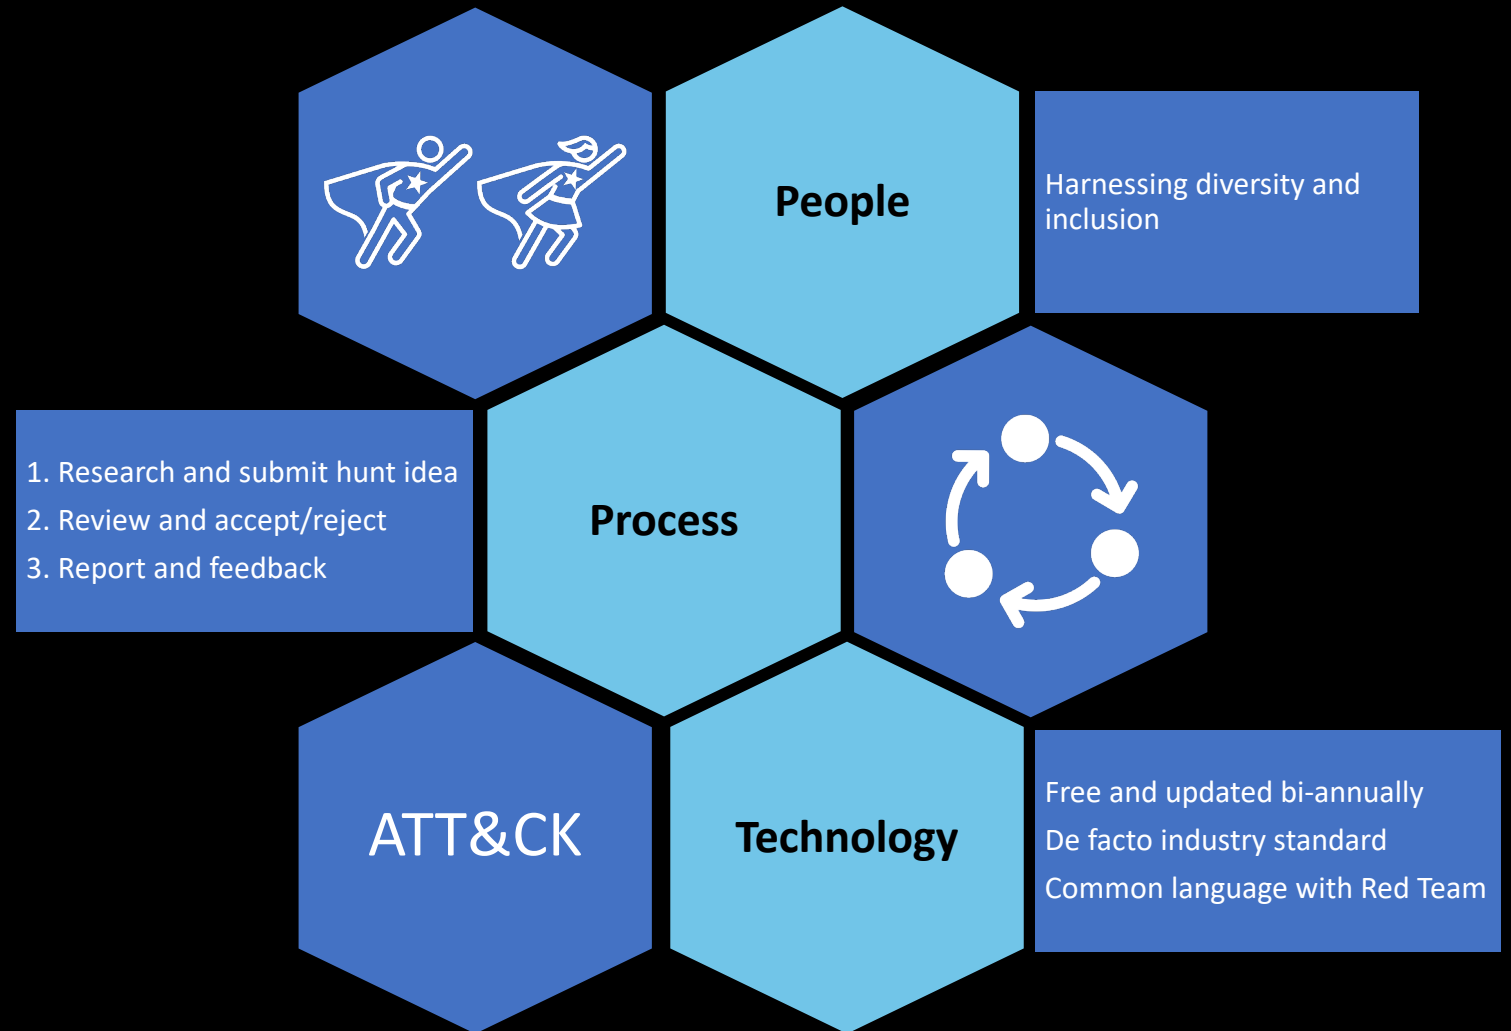 People
Harnessing diversity and
inclusion
1. Research and submit hunt idea
2. Review and accept/reject
3. Report and feedback
Process
ATT&CK
Technology
Free and updated bi-annually
De facto industry standard
Common language with Red Team